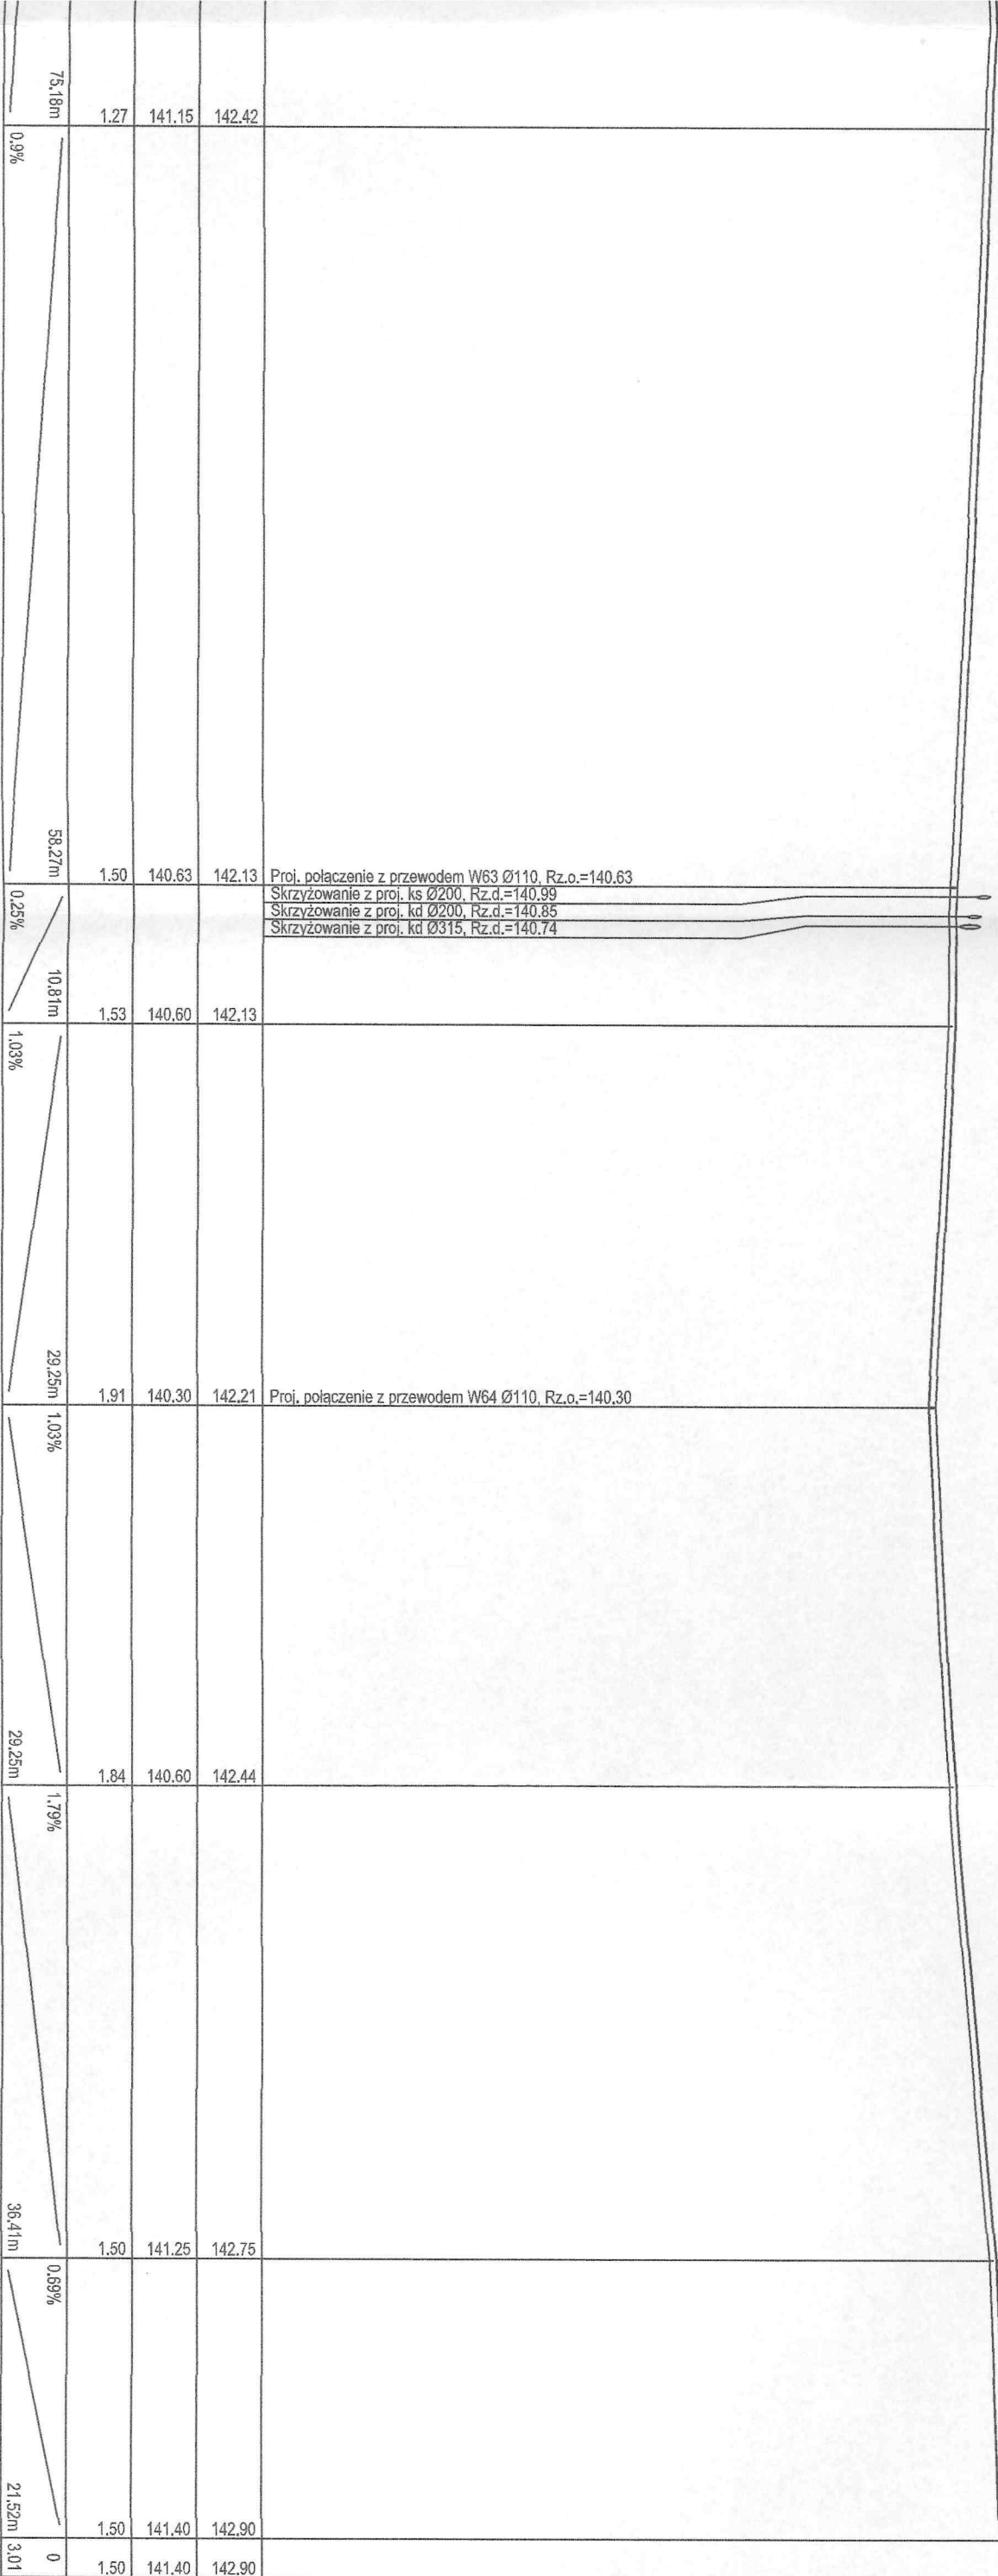 75.18m
1.27 141.15 142.42
0.9%
58.27m
1.50 140.63 142.13 Proj. połączenie z przewodem W63 Ø110, Rz.o.=140.63
Skrzyżowanie z proj. ks Ø200, Rz.d.=140.99
Skrzyżowanie z proj. kd Ø200, Rz.d.=140.85
Skrzyżowanie z proj. kd Ø315, Rz.d.=140.74
0.25%
10.81m
1.53 140.60 142.13
1.03%
29.25m
1.91 140.30 142.21 Proj. połączenie z przewodem W64 Ø110, Rz.o.=140.30
1.03%
29.25m
1.84 140.60 142.44
1.79%
36.41m
1.50 141.25 142.75
0.69%
21.52m
1.50 141.40 142.90
3.01
0
1.50 141.40 142.90